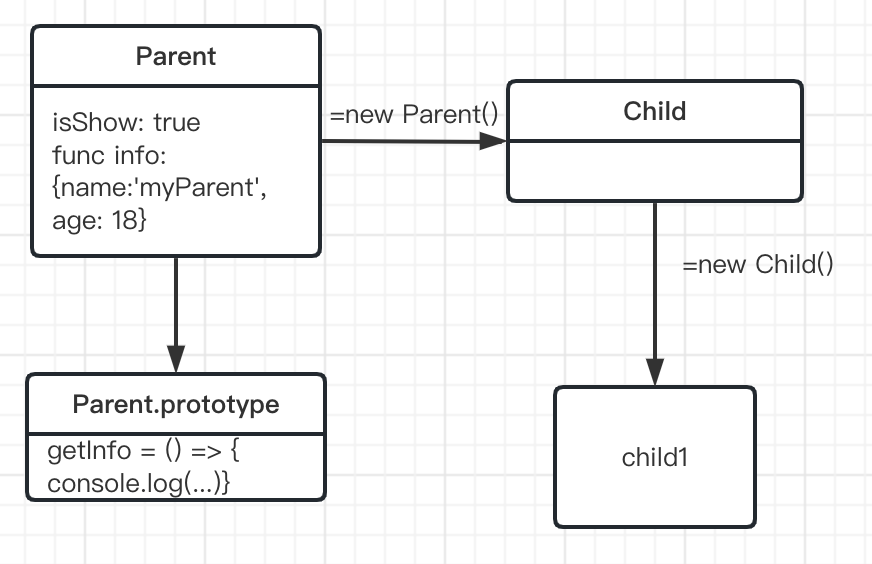 Parent
isShow: true
func info:
{name:'myParent',
age: 18}
=new Parent()
Child
=new Child()
Parent.prototype
getInfo = () => {
console.log(...)}
child1